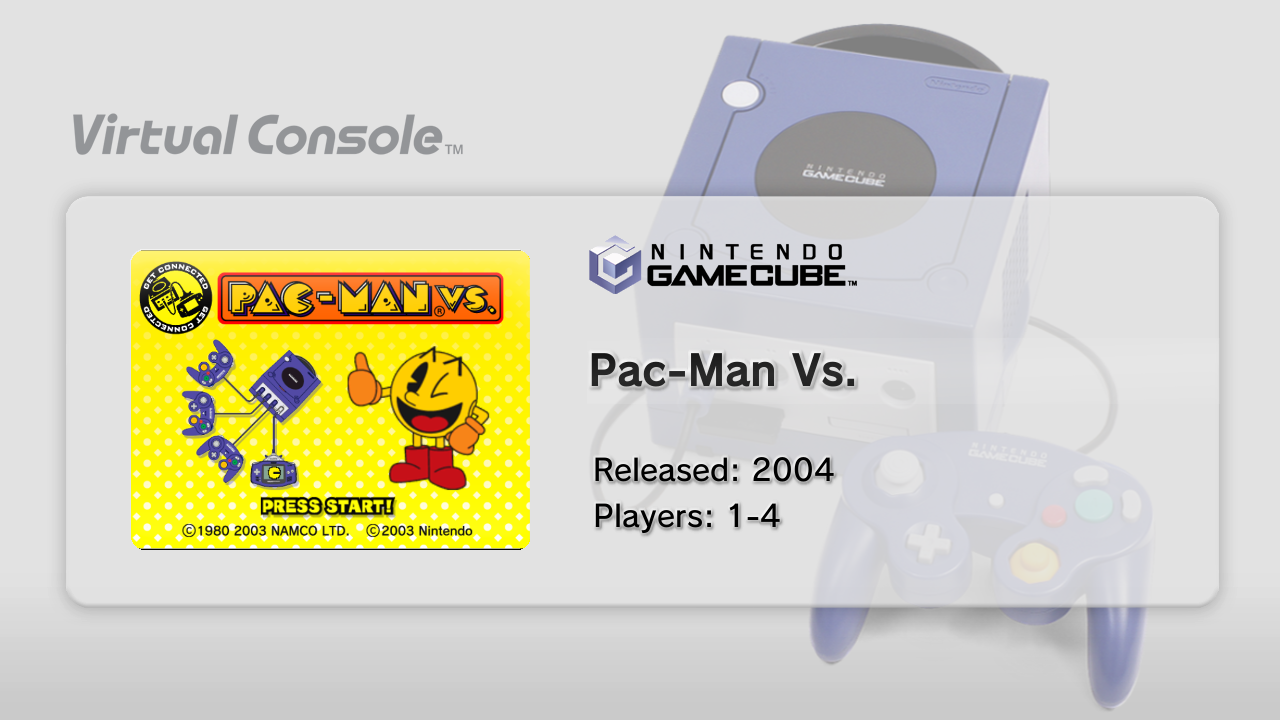 Nintendo
NINTENDO
GAMECUBE
Virtual Console™
NINTENDO
GAMECUBE™
GET CONNECTED
GET CONNECTED
PAC-MAN® VS.
Pac-Man Vs.
PRESS START!
©1980 2003 NAMCO LTD. ©2003 Nintendo
Released: 2004
Players: 1-4
NINTENDO
GAMECUBE